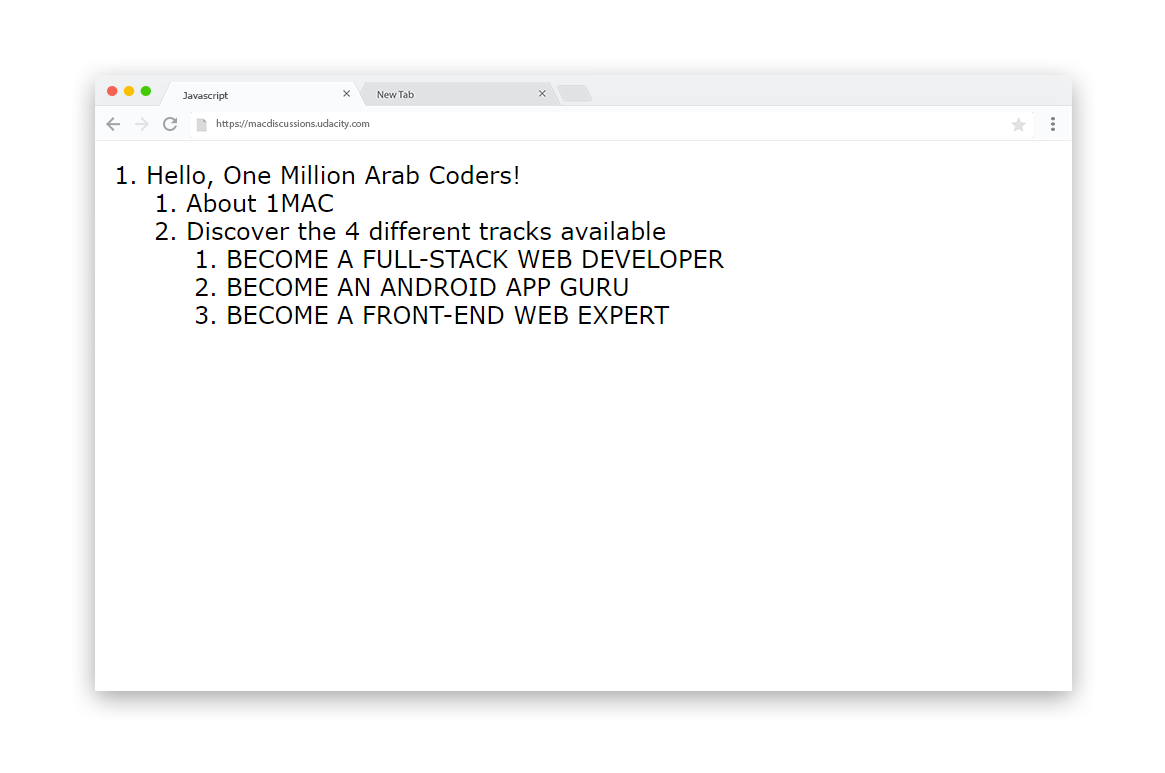 Javascript
New Tab
https://macdiscussions.udacity.com
1. Hello, One Million Arab Coders!
1. About 1MAC
2. Discover the 4 different tracks available
1. BECOME A FULL-STACK WEB DEVELOPER
2. BECOME AN ANDROID APP GURU
3. BECOME A FRONT-END WEB EXPERT